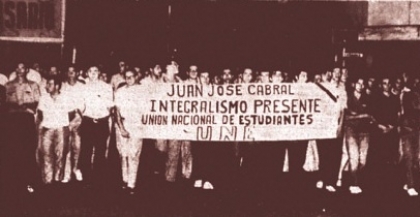 JUAN JOSE CABRAL
INTEGRALISMO PRESENTE
UNION NACIONAL DE ESTUDIANTES
UNE